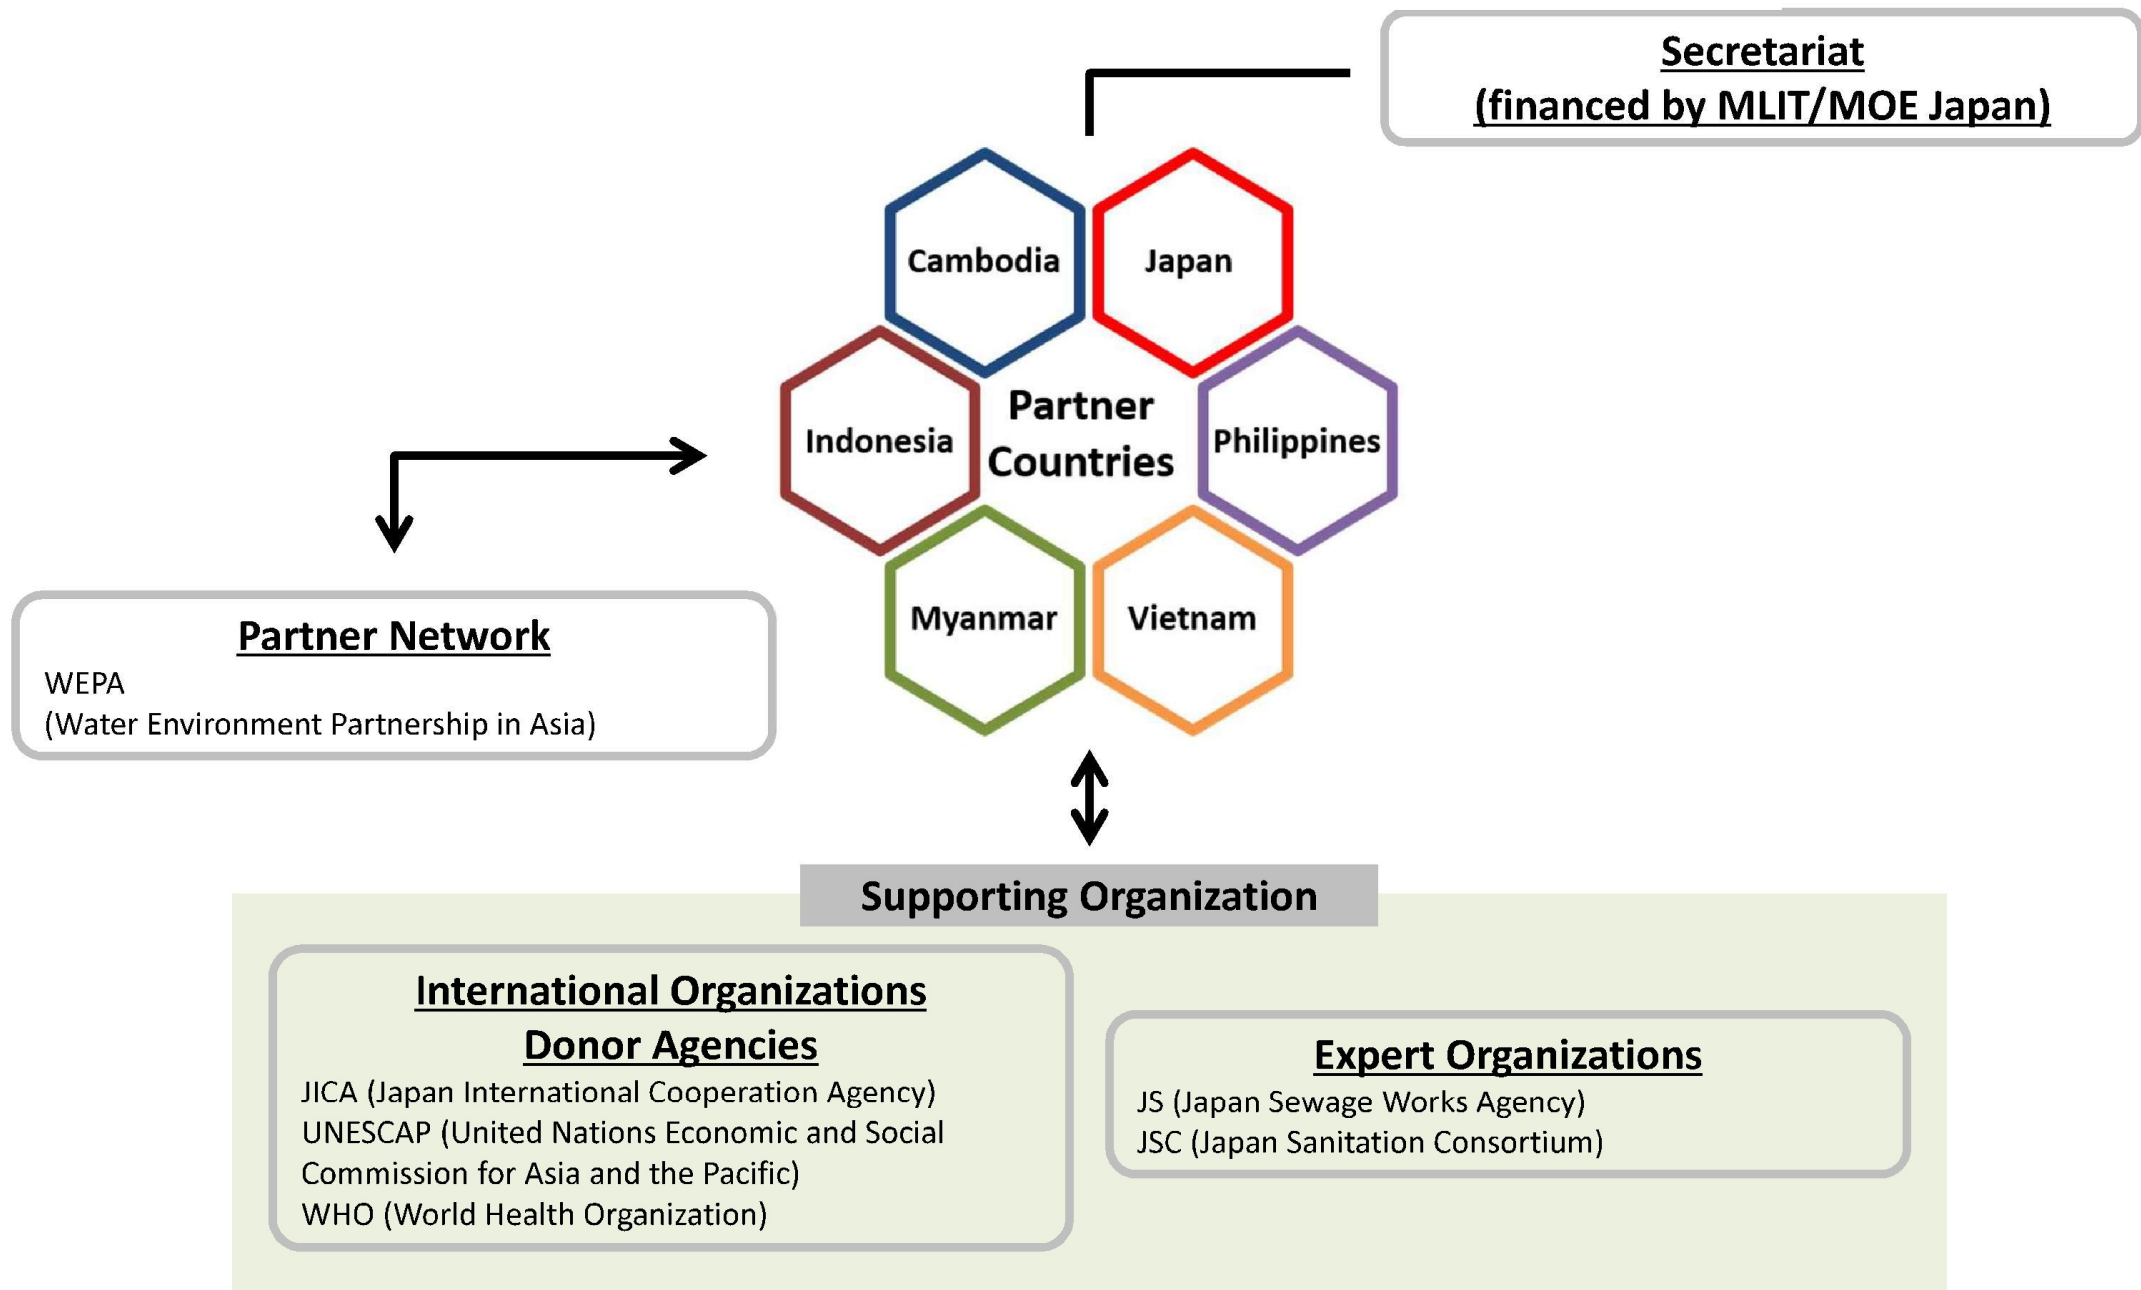 Secretariat
(financed by MLIT/MOE Japan)
Cambodia
Japan
Indonesia
Partner
Countries
Philippines
Myanmar
Vietnam
Partner Network
WEPA
(Water Environment Partnership in Asia)
Supporting Organization
International Organizations
Donor Agencies
JICA (Japan International Cooperation Agency)
UNESCAP (United Nations Economic and Social
Commission for Asia and the Pacific)
WHO (World Health Organization)
Expert Organizations
JS (Japan Sewage Works Agency)
JSC (Japan Sanitation Consortium)